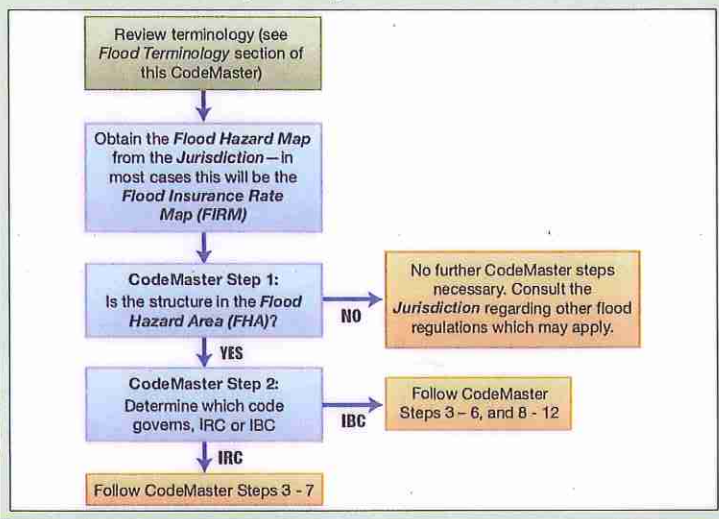 Review terminology (see
Flood Terminology section of
this CodeMaster)
Obtain the Flood Hazard Map
from the Jurisdiction—In
most cases this will be the
Flood Insurance Rate
Map (FIRM)
CodeMaster Step 1:
Is the structure in the Flood
Hazard Area (FHA)?
NO
No further CodeMaster steps
necessary. Consult the
Jurisdiction regarding other flood
regulations which may apply.
YES
CodeMaster Step 2:
Determine which code
governs, IRC or IBC
IBC
Follow CodeMaster
Steps 3 – 6, and 8 - 12
IRC
Follow CodeMaster Steps 3 - 7